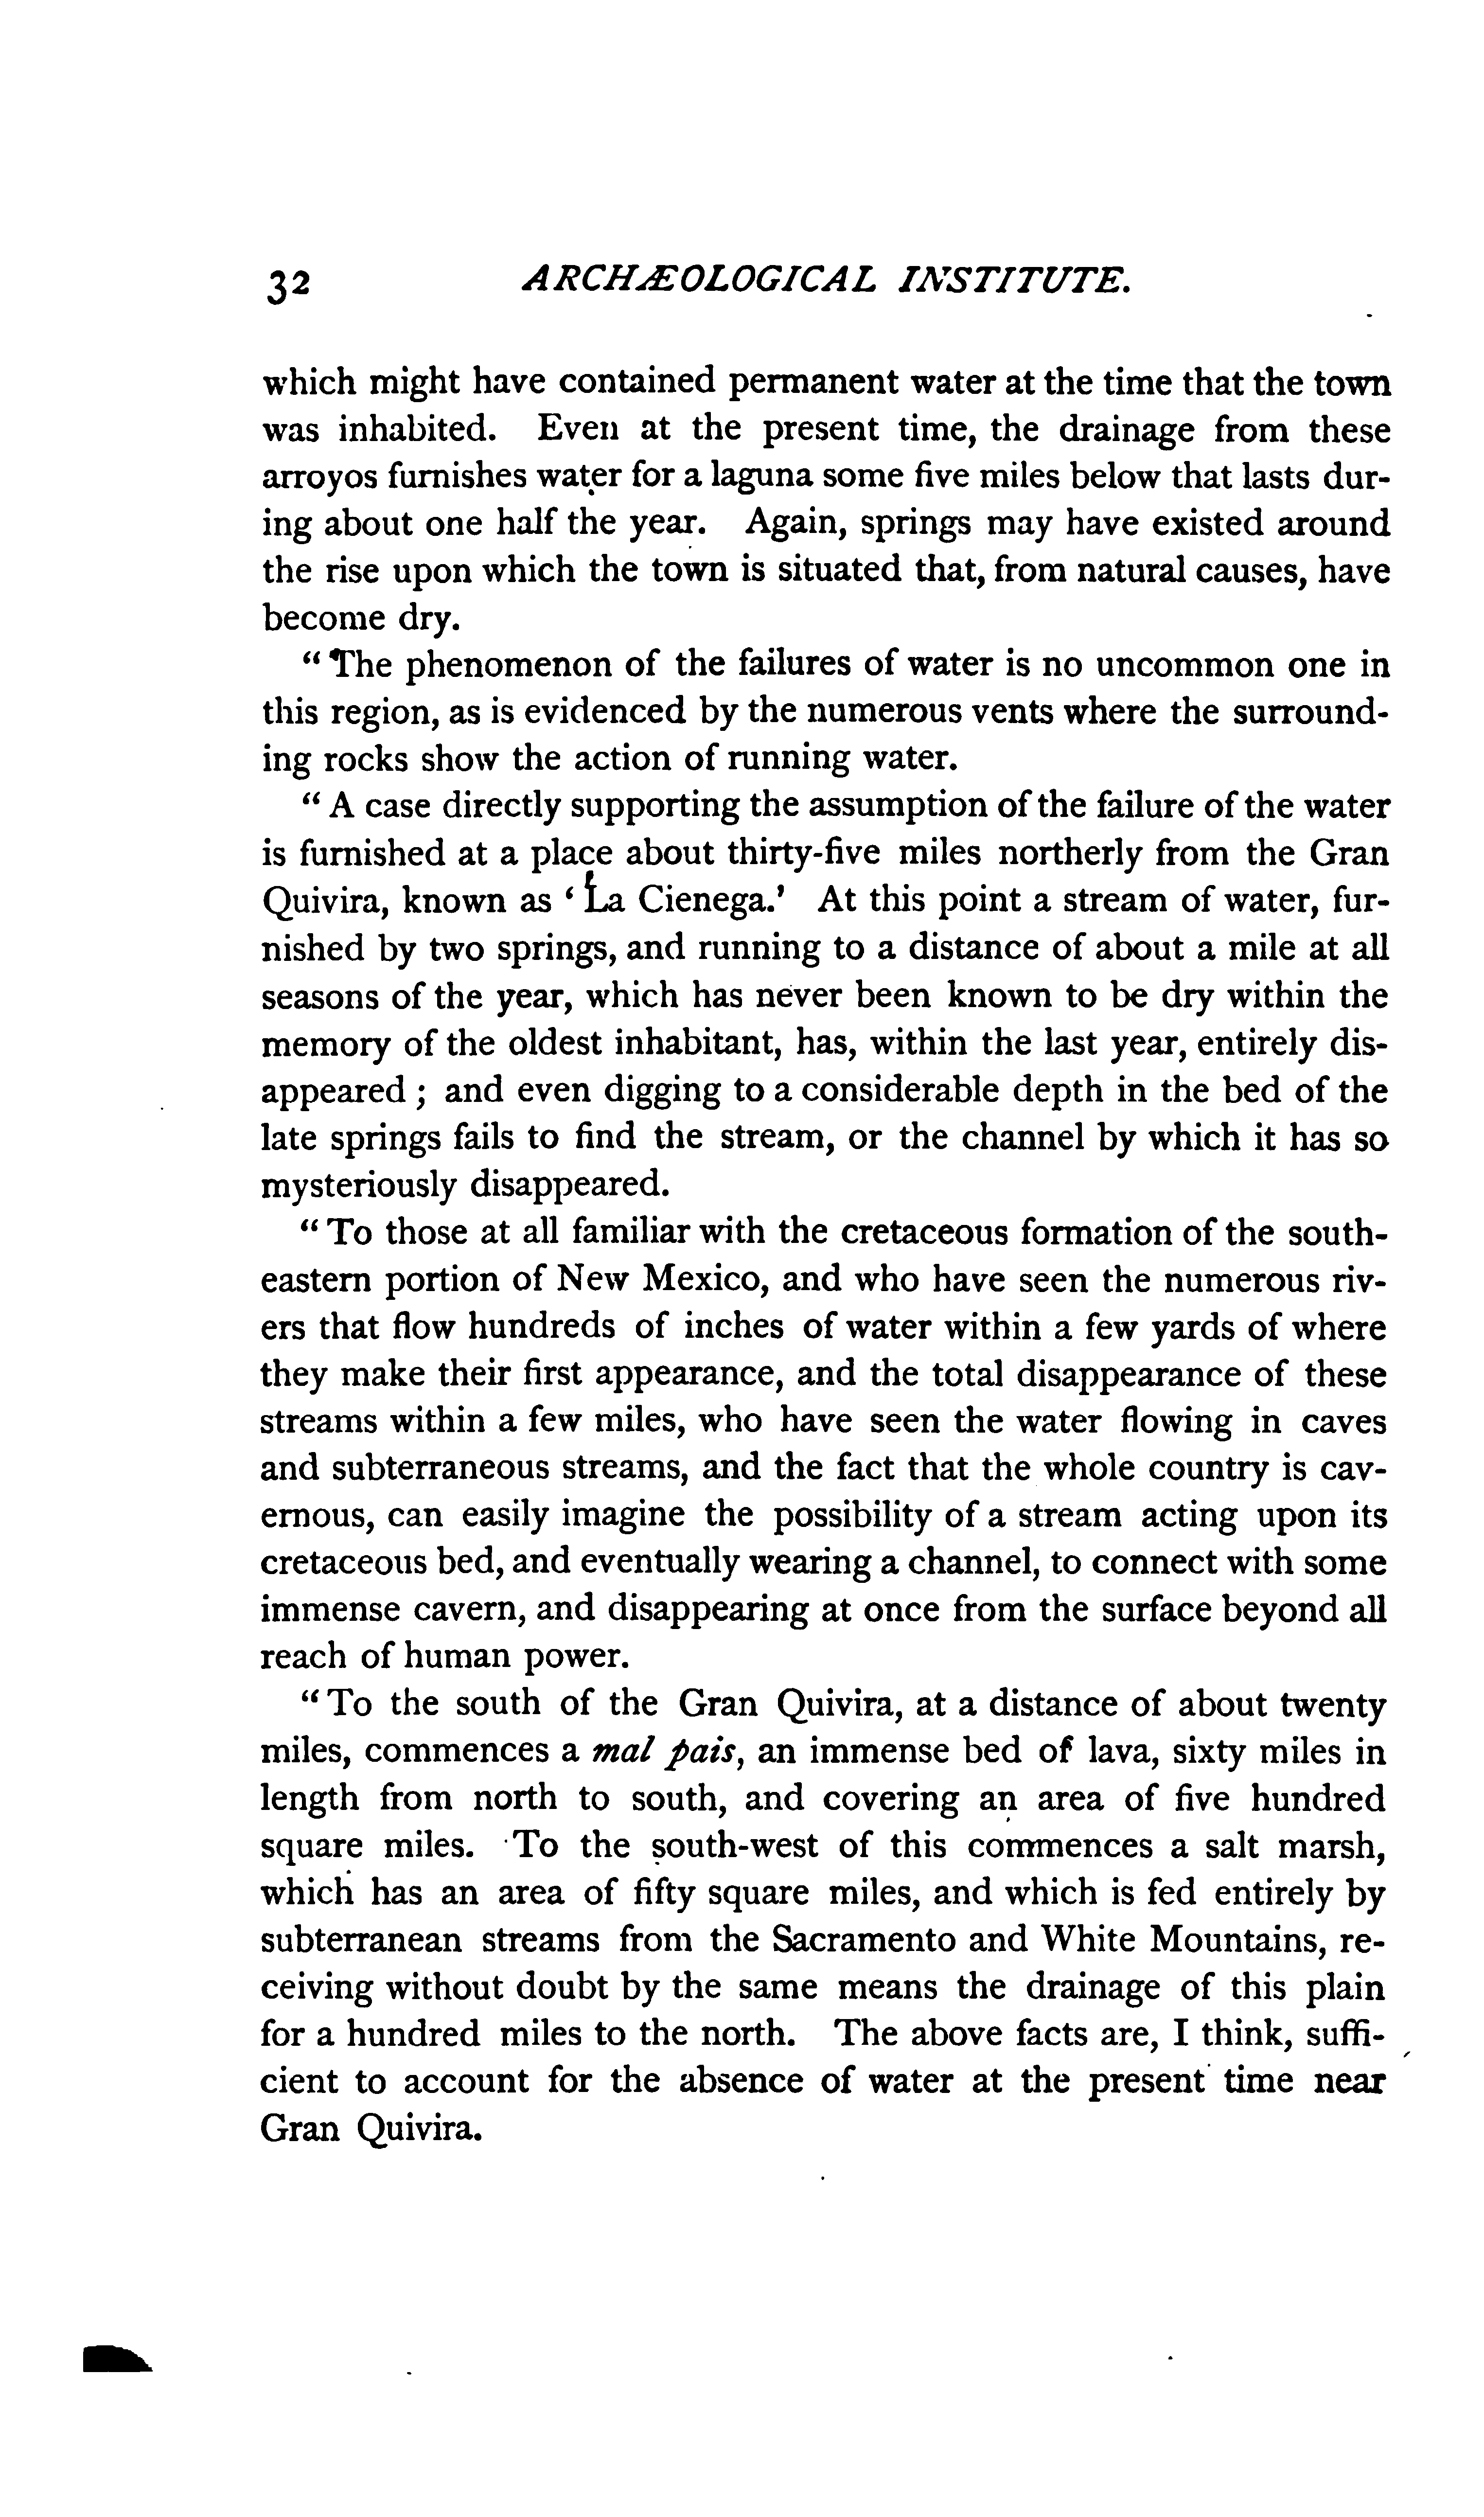 32 ARCHÆOLOGICAL INSTITUTE.
which might have contained permanent water at the time that the town
was inhabited. Even at the present time, the drainage from these
arroyos furnishes water for a laguna some five miles below that lasts dur-
ing about one half the year. Again, springs may have existed around
the rise upon which the town is situated that, from natural causes, have
become dry.
" The phenomenon of the failures of water is no uncommon one in
this region, as is evidenced by the numerous vents where the surround-
ing rocks show the action of running water.
" A case directly supporting the assumption of the failure of the water
is furnished at a place about thirty-five miles northerly from the Gran
Quivira, known as ' La Cienega.' At this point a stream of water, fur-
nished by two springs, and running to a distance of about a mile at all
seasons of the year, which has never been known to be dry within the
memory of the oldest inhabitant, has, within the last year, entirely dis-
appeared ; and even digging to a considerable depth in the bed of the
late springs fails to find the stream, or the channel by which it has so
mysteriously disappeared.
" To those at all familiar with the cretaceous formation of the south-
eastern portion of New Mexico, and who have seen the numerous riv-
ers that flow hundreds of inches of water within a few yards of where
they make their first appearance, and the total disappearance of these
streams within a few miles, who have seen the water flowing in caves
and subterraneous streams, and the fact that the whole country is cav-
ernous, can easily imagine the possibility of a stream acting upon its
cretaceous bed, and eventually wearing a channel, to connect with some
immense cavern, and disappearing at once from the surface beyond all
reach of human power.
" To the south of the Gran Quivira, at a distance of about twenty
miles, commences a mal pais, an immense bed of lava, sixty miles in
length from north to south, and covering an area of five hundred
square miles. To the south-west of this commences a salt marsh,
which has an area of fifty square miles, and which is fed entirely by
subterranean streams from the Sacramento and White Mountains, re-
ceiving without doubt by the same means the drainage of this plain
for a hundred miles to the north. The above facts are, I think, suffi-
cient to account for the absence of water at the present time near
Gran Quivira.